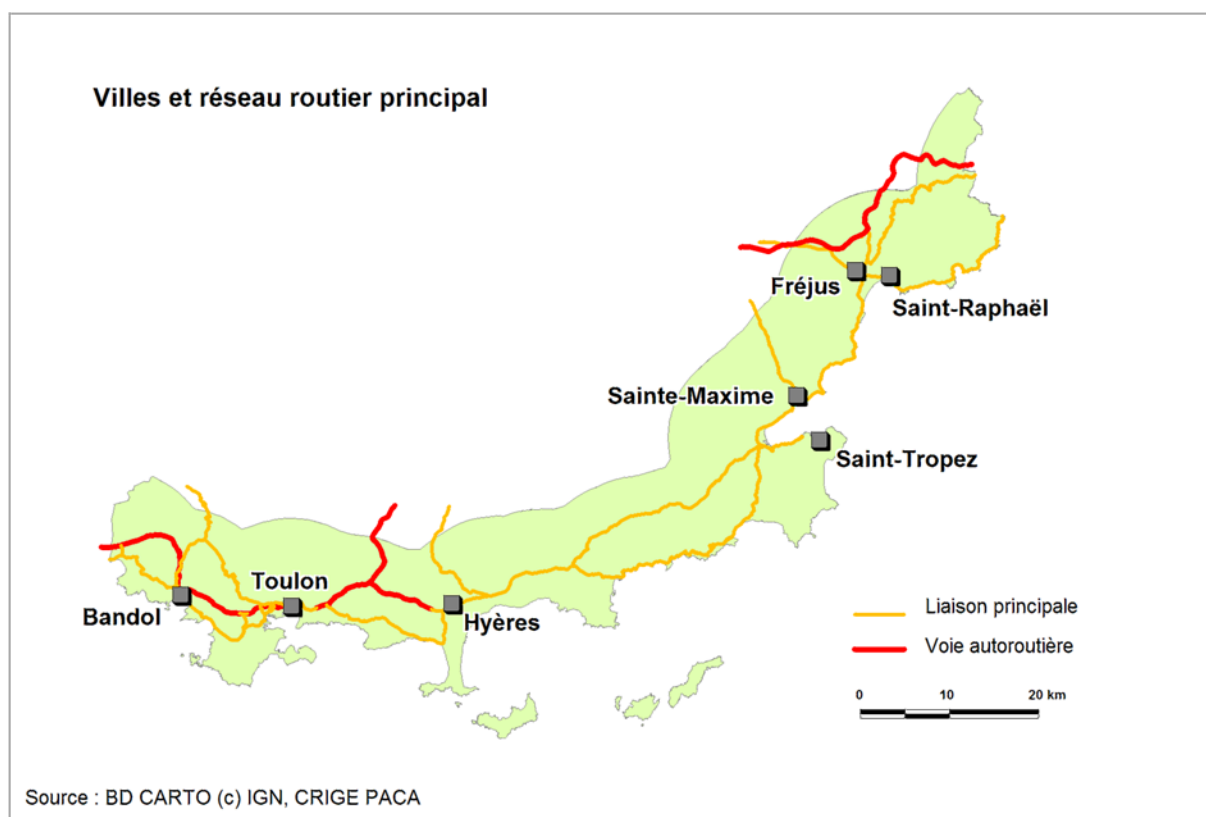 Villes et réseau routier principal
Fréjus
Saint-Raphaël
Sainte-Maxime
Saint-Tropez
Toulon
Bandol
Hyères
Liaison principale
Voie autoroutière
0 10 20 km
Source : BD CARTO (c) IGN, CRIGE PACA